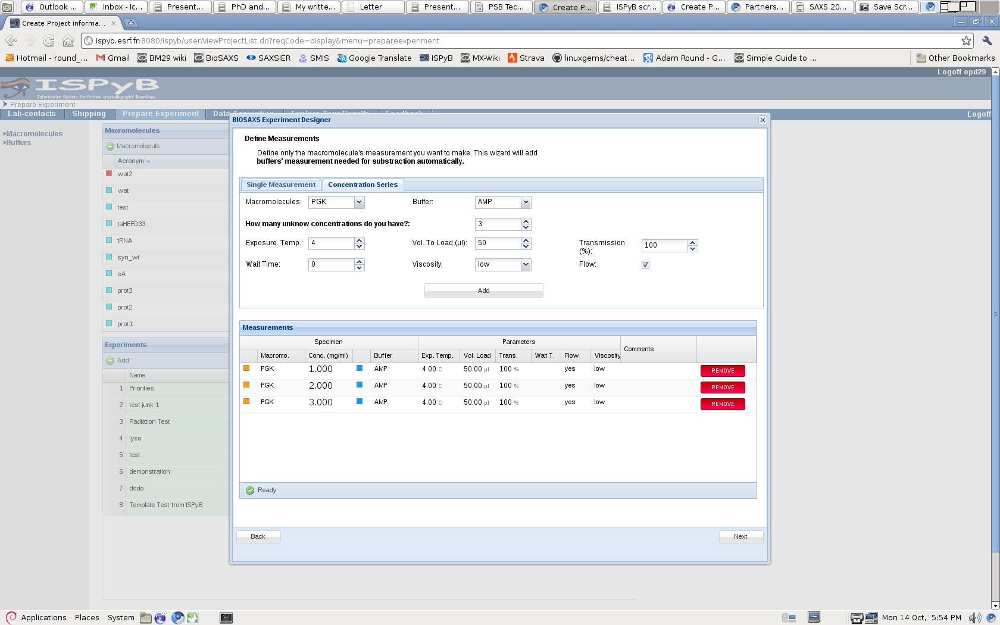 Outlook ... Inbox - Ic... Present... PhD and... My writte... Letter Present... PSB Tec... Create P... ISPyB scr... Create P... Partners... SAXS 20... Save Scr...
Create Project informa...
ispyb.esrf.fr:8080/ispyb/user/viewProjectList.do?reqCode=display&menu=prepareexperiment
Hotmail - round_... Gmail BM29 wiki BioSAXS SAXSIER SMIS Google Translate ISPyB MX-Wiki Strava linuxgems/cheat... Adam Round - G... Simple Guide to ... Other Bookmarks
Logoff opd29
ISPyB
Information System for Protein crystallographY Beamlines
Prepare Experiment
Lab-contacts Shipping Prepare Experiment Data Acquisition Explore Your Results Feedback Logoff
Macromolecules
Buffers
Macromolecules
Macromolecule
Acronym
wat2
wat
test
taHEFD33
tRNA
syn_wt
sA
prot3
prot2
prot1
Experiments
Add
Name
1 Priorities
2 test junk 1
3 Radiation Test
4 lyso
5 test
6 demonstration
7 dodo
8 Template Test from ISPyB
BIOSAXS Experiment Designer
Define Measurements
Define only the macromolecule's measurement you want to make. This wizard will add
buffers' measurement needed for substraction automatically.
Single Measurement Concentration Series
Macromolecules: PGK Buffer: AMP
How many unknow concentrations do you have?: 3
Exposure. Temp.: 4 Vol. To Load (µl): 50 Transmission (%): 100
Wait Time: 0 Viscosity: low Flow:
Add
Measurements
Specimen Parameters Comments
Macromo. Conc. (mg/ml) Buffer Exp. Temp. Vol. Load Trans. Wait T. Flow Viscosity
PGK 1.000 AMP 4.00 C 50.00 µl 100 % yes low REMOVE
PGK 2.000 AMP 4.00 C 50.00 µl 100 % yes low REMOVE
PGK 3.000 AMP 4.00 C 50.00 µl 100 % yes low REMOVE
Ready
Back Next
Applications Places System Mon 14 Oct, 5:54 PM